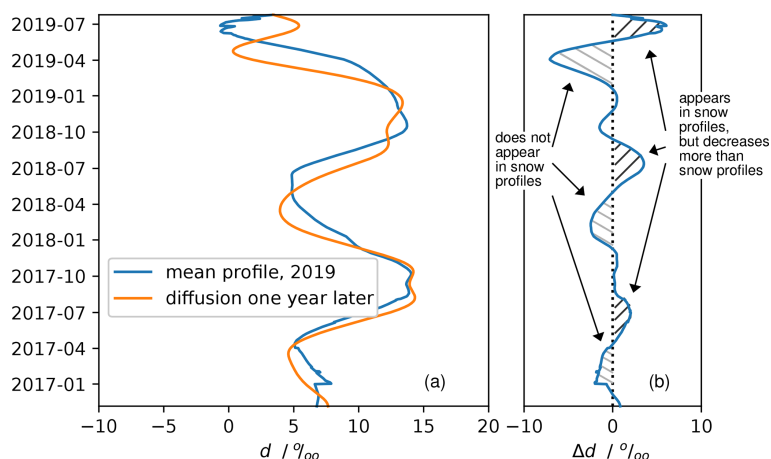 2019-07
2019-04
2019-01
2018-10
2018-07
2018-04
2018-01
2017-10
2017-07
2017-04
2017-01
mean profile, 2019
diffusion one year later
(a)
−10 −5 0 5 10 15 20
d / º/oo
does not
appear
in snow
profiles
appears
in snow
profiles,
but decreases
more than
snow profiles
(b)
−10 0 10
Δd / º/oo